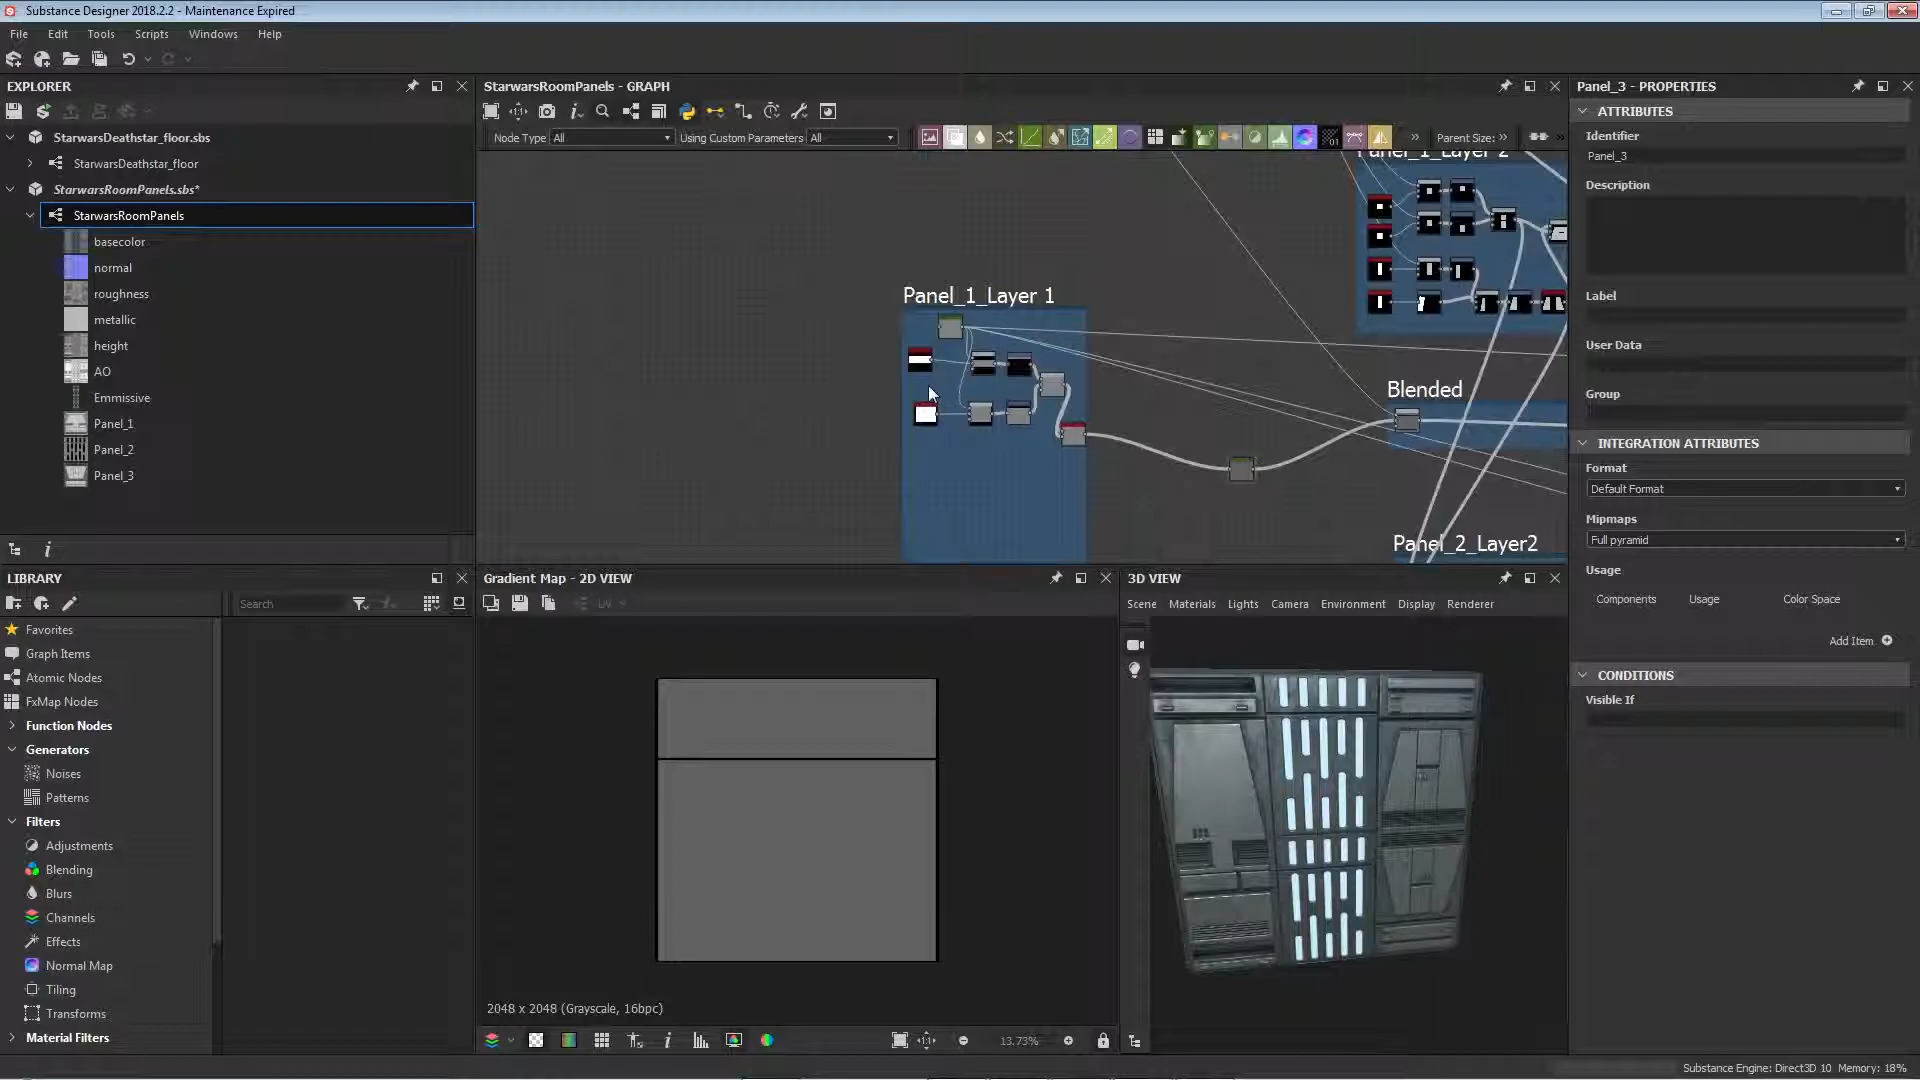 Substance Designer 2018.2.2 - Maintenance Expired
File Edit Tools Scripts Windows Help
EXPLORER
StarwarsDeathstar_floor.sbs
StarwarsDeathstar_floor
StarwarsRoomPanels.sbs*
StarwarsRoomPanels
basecolor
normal
roughness
metallic
height
AO
Emmissive
Panel_1
Panel_2
Panel_3
LIBRARY
Search
Favorites
Graph Items
Atomic Nodes
FxMap Nodes
Function Nodes
Generators
Noises
Patterns
Filters
Adjustments
Blending
Blurs
Channels
Effects
Normal Map
Tiling
Transforms
Material Filters
StarwarsRoomPanels - GRAPH
Node Type All Using Custom Parameters All Parent Size:
Panel_1_Layer 2
Panel_1_Layer 1
Blended
Panel_2_Layer2
Gradient Map - 2D VIEW
UV
2048 x 2048 (Grayscale, 16bpc)
13.73%
3D VIEW
Scene Materials Lights Camera Environment Display Renderer
Panel_3 - PROPERTIES
ATTRIBUTES
Identifier
Panel_3
Description
Label
User Data
Group
INTEGRATION ATTRIBUTES
Format
Default Format
Mipmaps
Full pyramid
Usage
Components Usage Color Space
Add Item
CONDITIONS
Visible If
Substance Engine: Direct3D 10 Memory: 18%